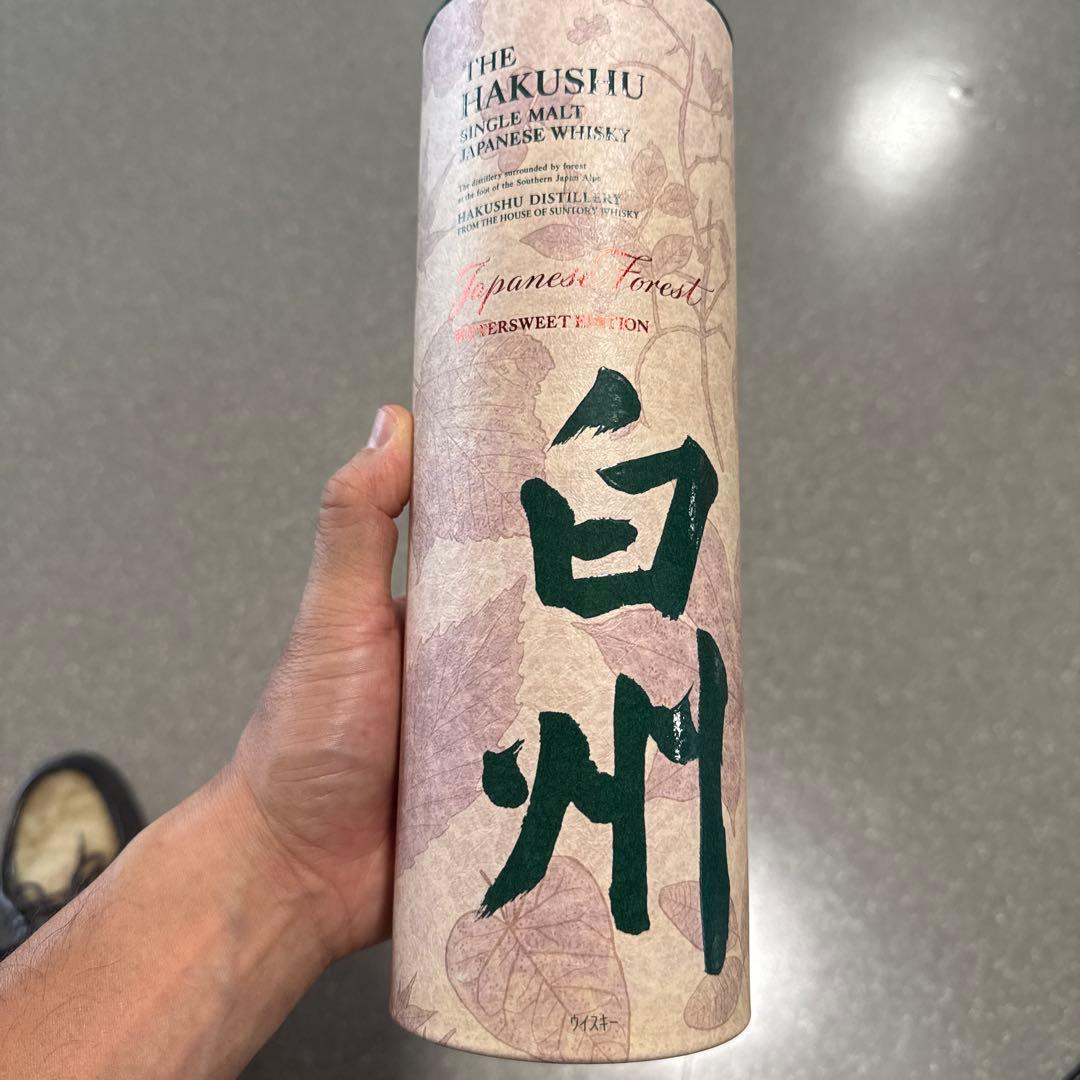 THE
HAKUSHU
SINGLE MALT
JAPANESE WHISKY
The distillery surrounded by forest
at the foot of the Southern Japan Alps
HAKUSHU DISTILLERY
FROM THE HOUSE OF SUNTORY WHISKY
Japanese Forest
BITTERSWEET EDITION
白州
ウイスキー